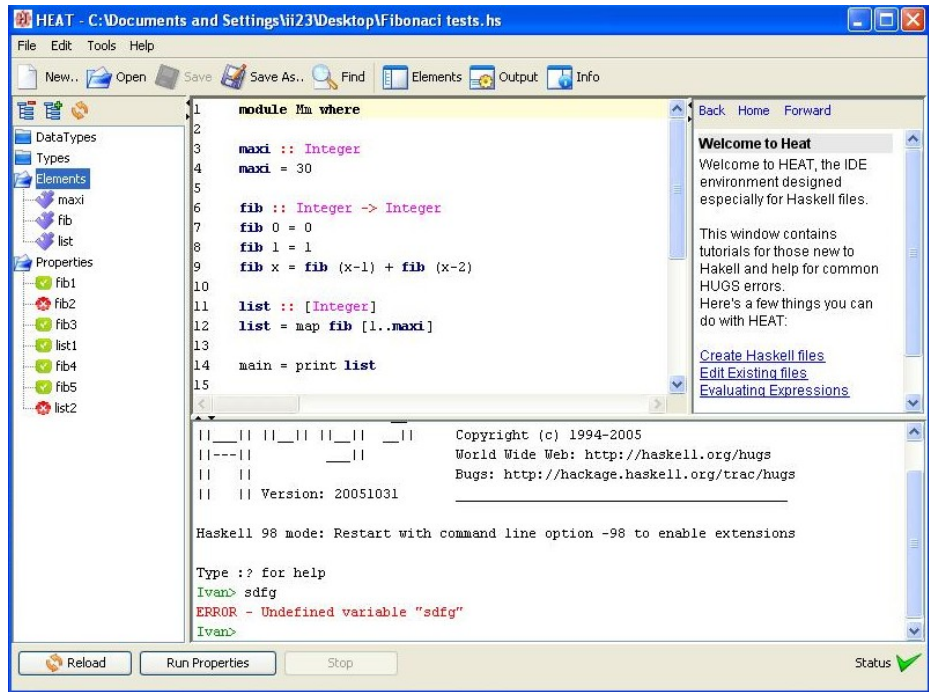 HEAT - C:\Documents and Settings\ii23\Desktop\Fibonaci tests.hs
File Edit Tools Help
New.. Open Save Save As.. Find Elements Output Info
DataTypes
Types
Elements
maxi
fib
list
Properties
fib1
fib2
fib3
list1
fib4
fib5
list2
1 module Mm where
2
3 maxi :: Integer
4 maxi = 30
5
6 fib :: Integer -> Integer
7 fib 0 = 0
8 fib 1 = 1
9 fib x = fib (x-1) + fib (x-2)
10
11 list :: [Integer]
12 list = map fib [1..maxi]
13
14 main = print list
15
Back Home Forward
Welcome to Heat
Welcome to HEAT, the IDE
environment designed
especially for Haskell files.
This window contains
tutorials for those new to
Hakell and help for common
HUGS errors.
Here's a few things you can
do with HEAT:
Create Haskell files
Edit Existing files
Evaluating Expressions
||___|| ||__|| ||__|| __|| Copyright (c) 1994-2005
||---|| ___|| World Wide Web: http://haskell.org/hugs
|| || Bugs: http://hackage.haskell.org/trac/hugs
|| || Version: 20051031 ___________________________________________
Haskell 98 mode: Restart with command line option -98 to enable extensions
Type :? for help
Ivan> sdfg
ERROR - Undefined variable "sdfg"
Ivan>
Reload Run Properties Stop Status